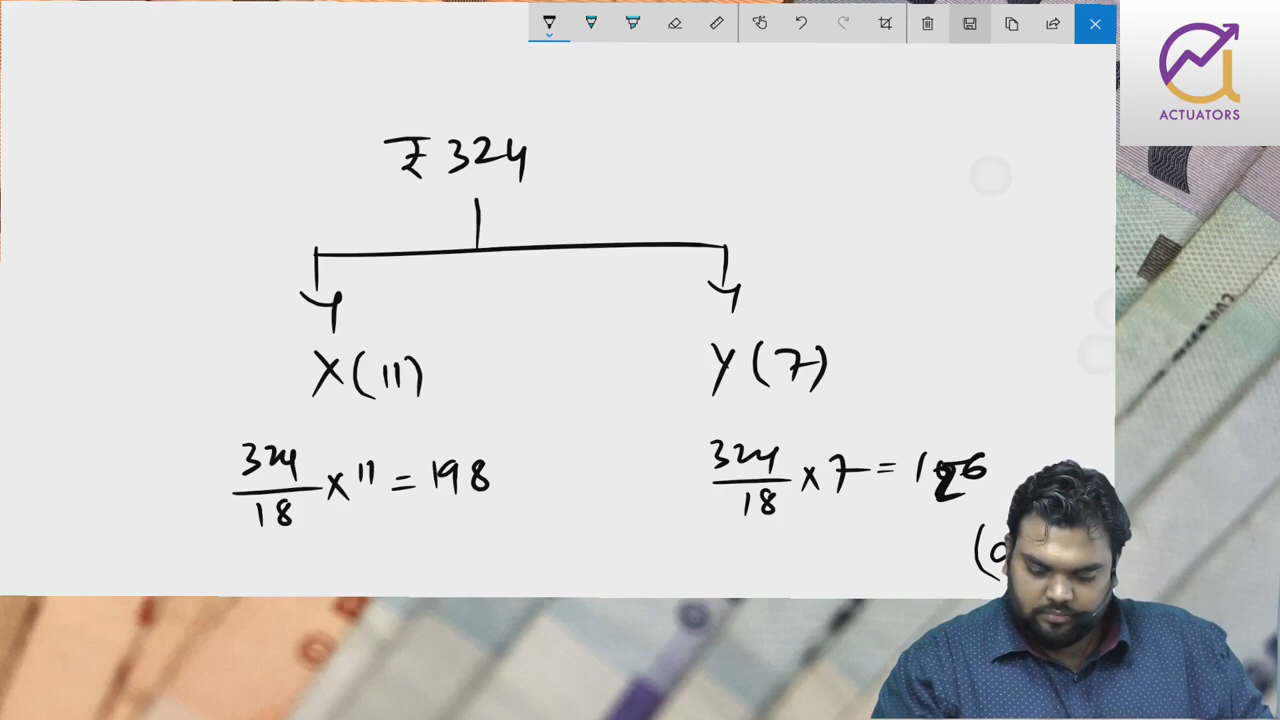 ACTUATORS
₹ 324
X (11) Y (7)
324/18 x 11 = 198 324/18 x 7 = 126
(